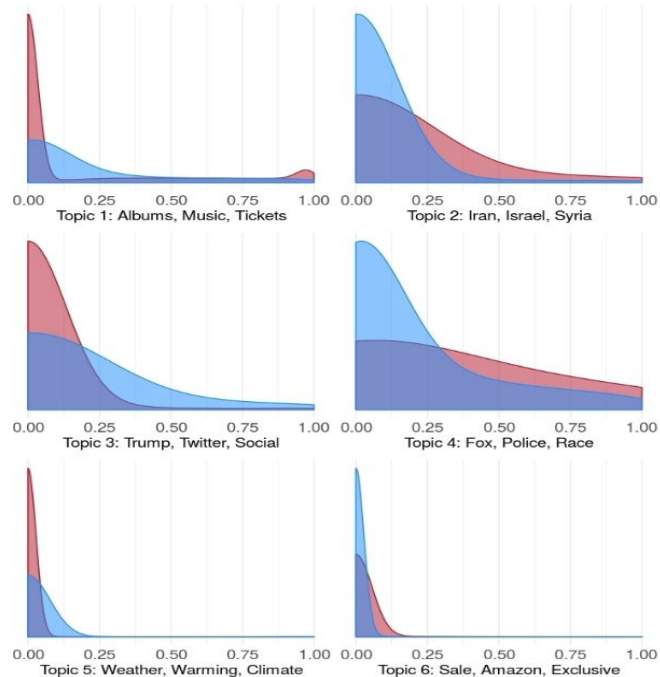 0.00 0.25 0.50 0.75 1.00 0.00 0.25 0.50 0.75 1.00
Topic 1: Albums, Music, Tickets Topic 2: Iran, Israel, Syria
0.00 0.25 0.50 0.75 1.00 0.00 0.25 0.50 0.75 1.00
Topic 3: Trump, Twitter, Social Topic 4: Fox, Police, Race
0.00 0.25 0.50 0.75 1.00 0.00 0.25 0.50 0.75 1.00
Topic 5: Weather, Warming, Climate Topic 6: Sale, Amazon, Exclusive